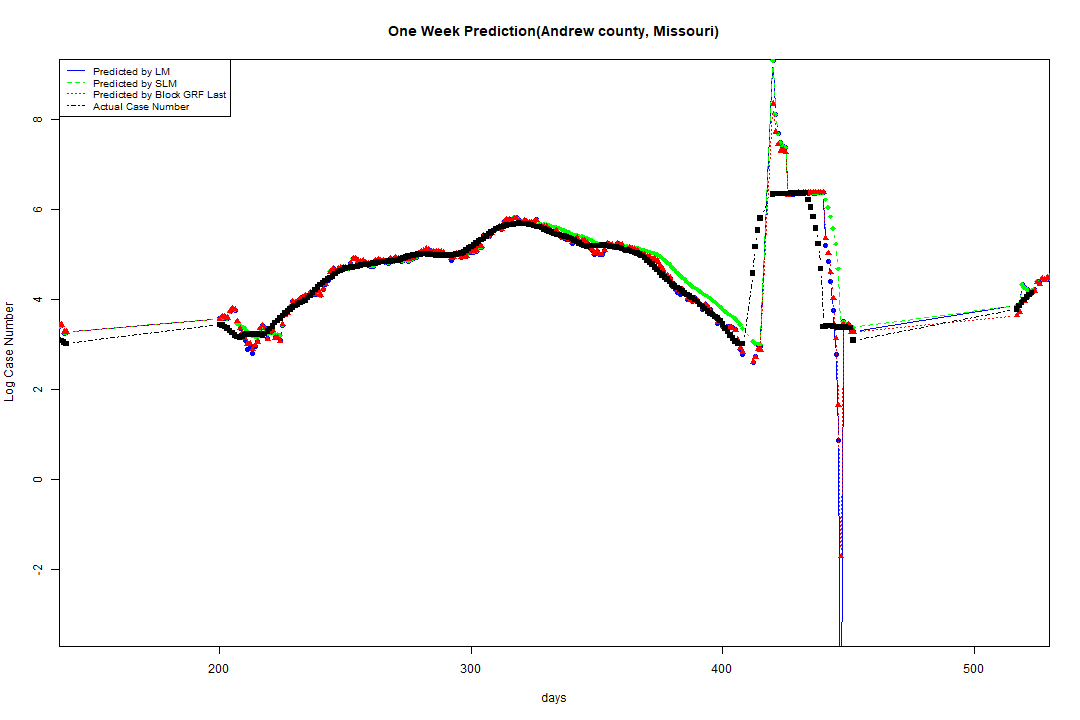 One Week Prediction(Andrew county, Missouri)
Predicted by LM
Predicted by SLM
Predicted by Block GRF Last
Actual Case Number
Log Case Number
8
6
4
2
0
-2
200
300
400
500
days